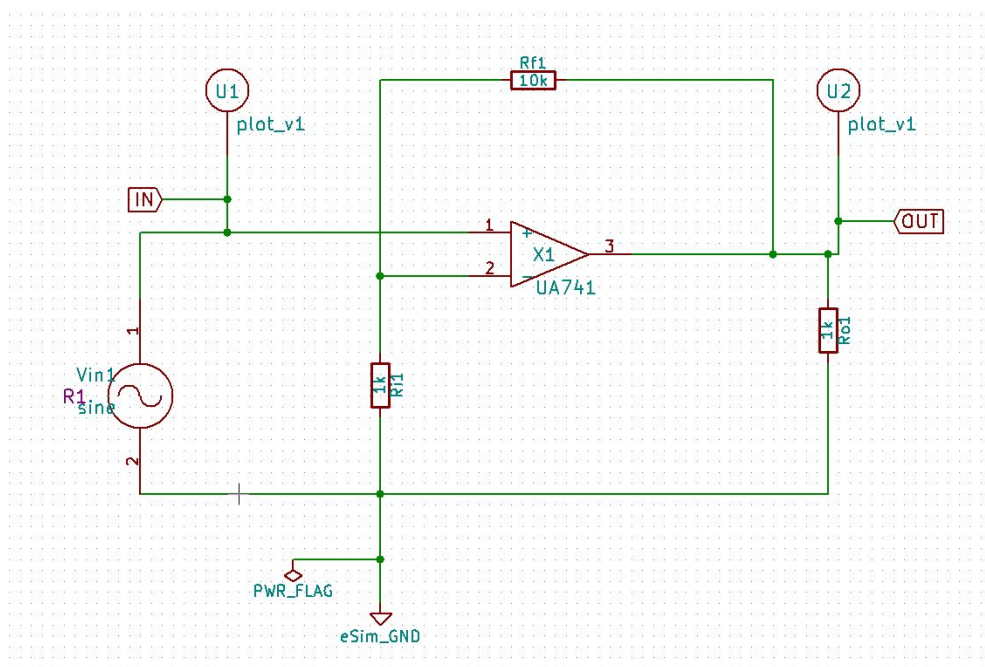 Rf1
10k
U1
plot_v1
U2
plot_v1
IN
OUT
1
+
X1
3
2
−
UA741
1
1k
Ro1
Vin1
R1
sine
1k
Ri1
2
PWR_FLAG
eSim_GND